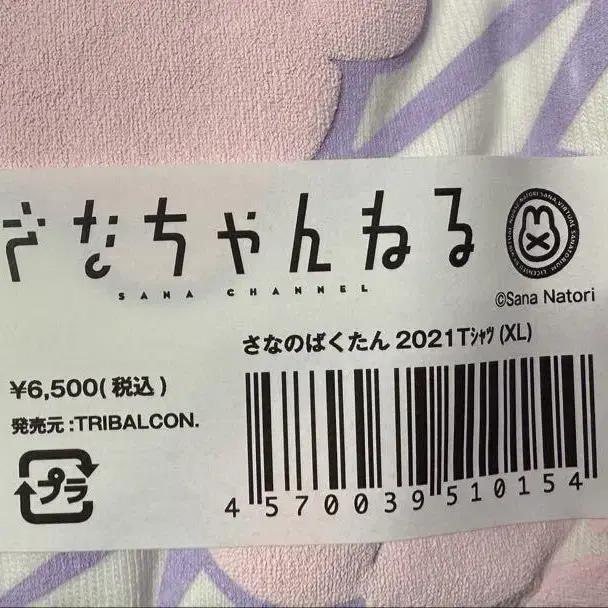 さなちゃんねる
SANA CHANNEL
©Sana Natori
さなのばくたん 2021Tｼｬﾂ (XL)
¥6,500(税込)
発売元:TRIBALCON.
プラ
4 570039 510154